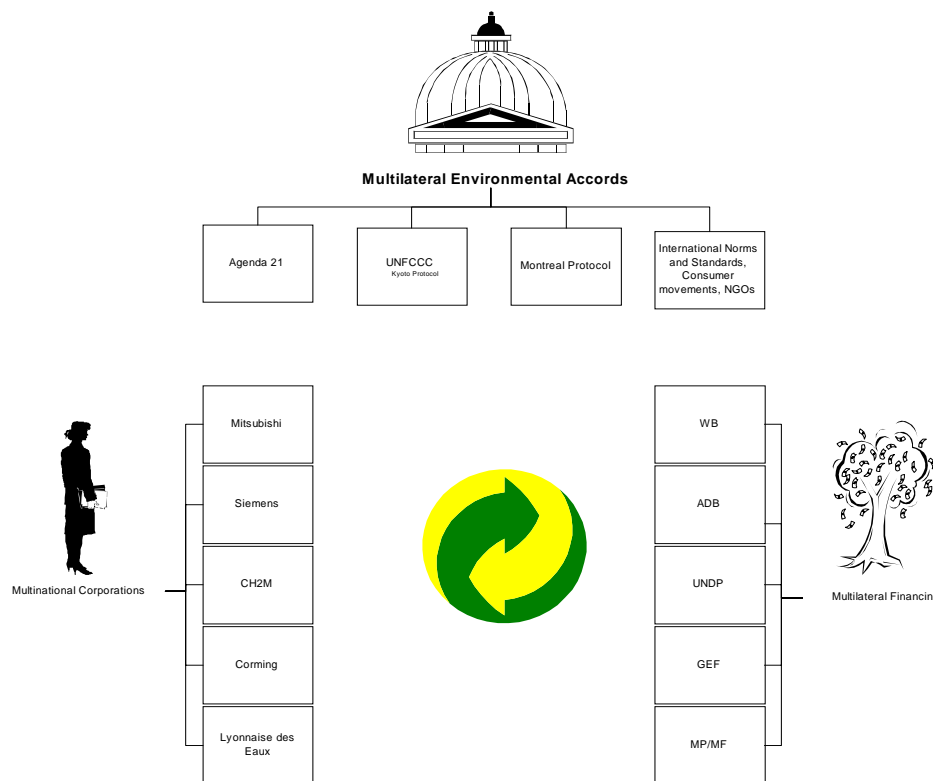 Multilateral Environmental Accords
Agenda 21
UNFCCC
Kyoto Protocol
Montreal Protocol
International Norms
and Standards,
Consumer
movements, NGOs
Mitsubishi
Siemens
CH2M
Corming
Lyonnaise des
Eaux
Multinational Corporations
WB
ADB
UNDP
GEF
MP/MF
Multilateral Financin